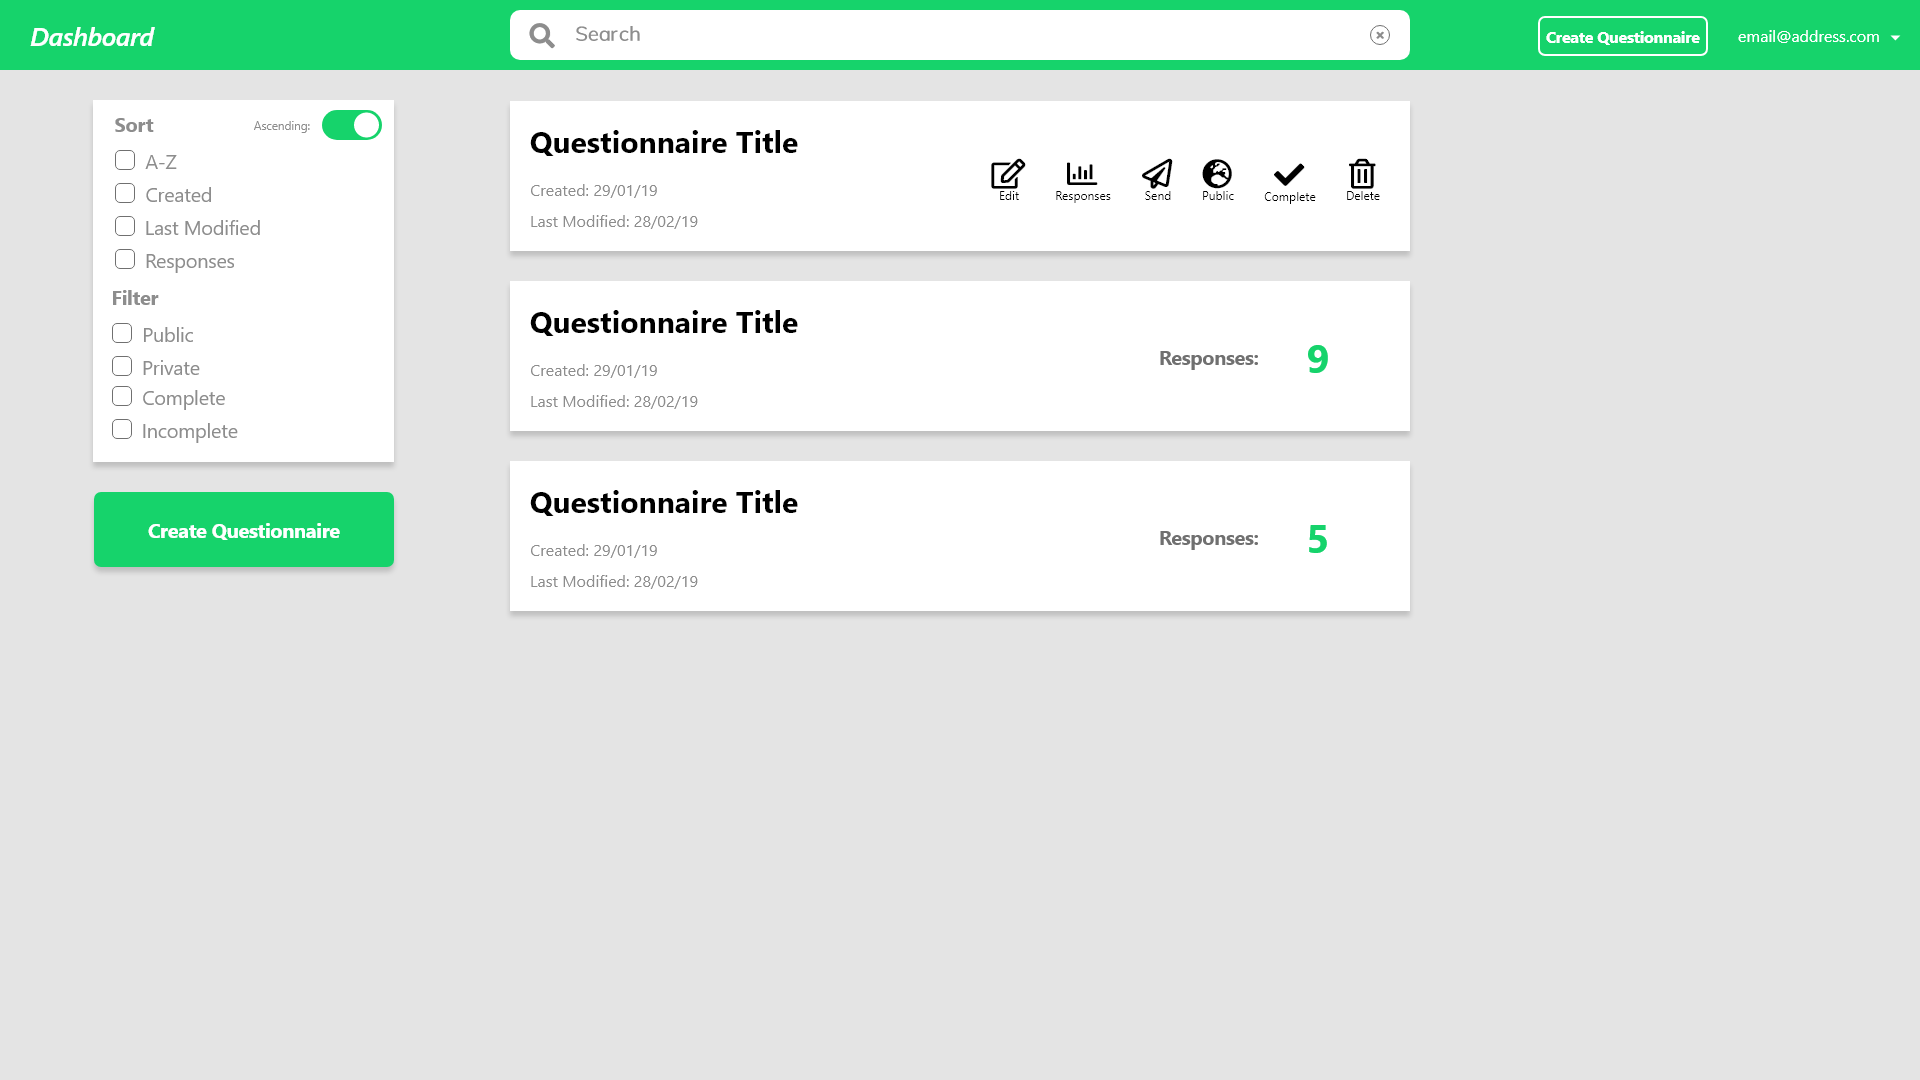 Dashboard
Search
Create Questionnaire
email@address.com
Sort
Ascending:
A-Z
Created
Last Modified
Responses
Filter
Public
Private
Complete
Incomplete
Create Questionnaire
Questionnaire Title
Created: 29/01/19
Last Modified: 28/02/19
Edit
Responses
Send
Public
Complete
Delete
Questionnaire Title
Created: 29/01/19
Last Modified: 28/02/19
Responses: 9
Questionnaire Title
Created: 29/01/19
Last Modified: 28/02/19
Responses: 5